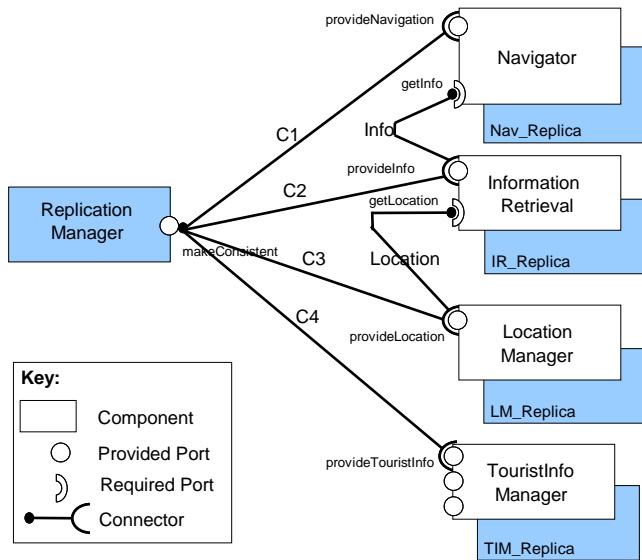 provideNavigation
Navigator
getInfo
Nav_Replica
C1
Info
provideInfo
C2
Information
Retrieval
getLocation
IR_Replica
Replication
Manager
makeConsistent
C3
Location
C4
provideLocation
Location
Manager
LM_Replica
provideTouristInfo
TouristInfo
Manager
TIM_Replica
Key:
Component
Provided Port
Required Port
Connector